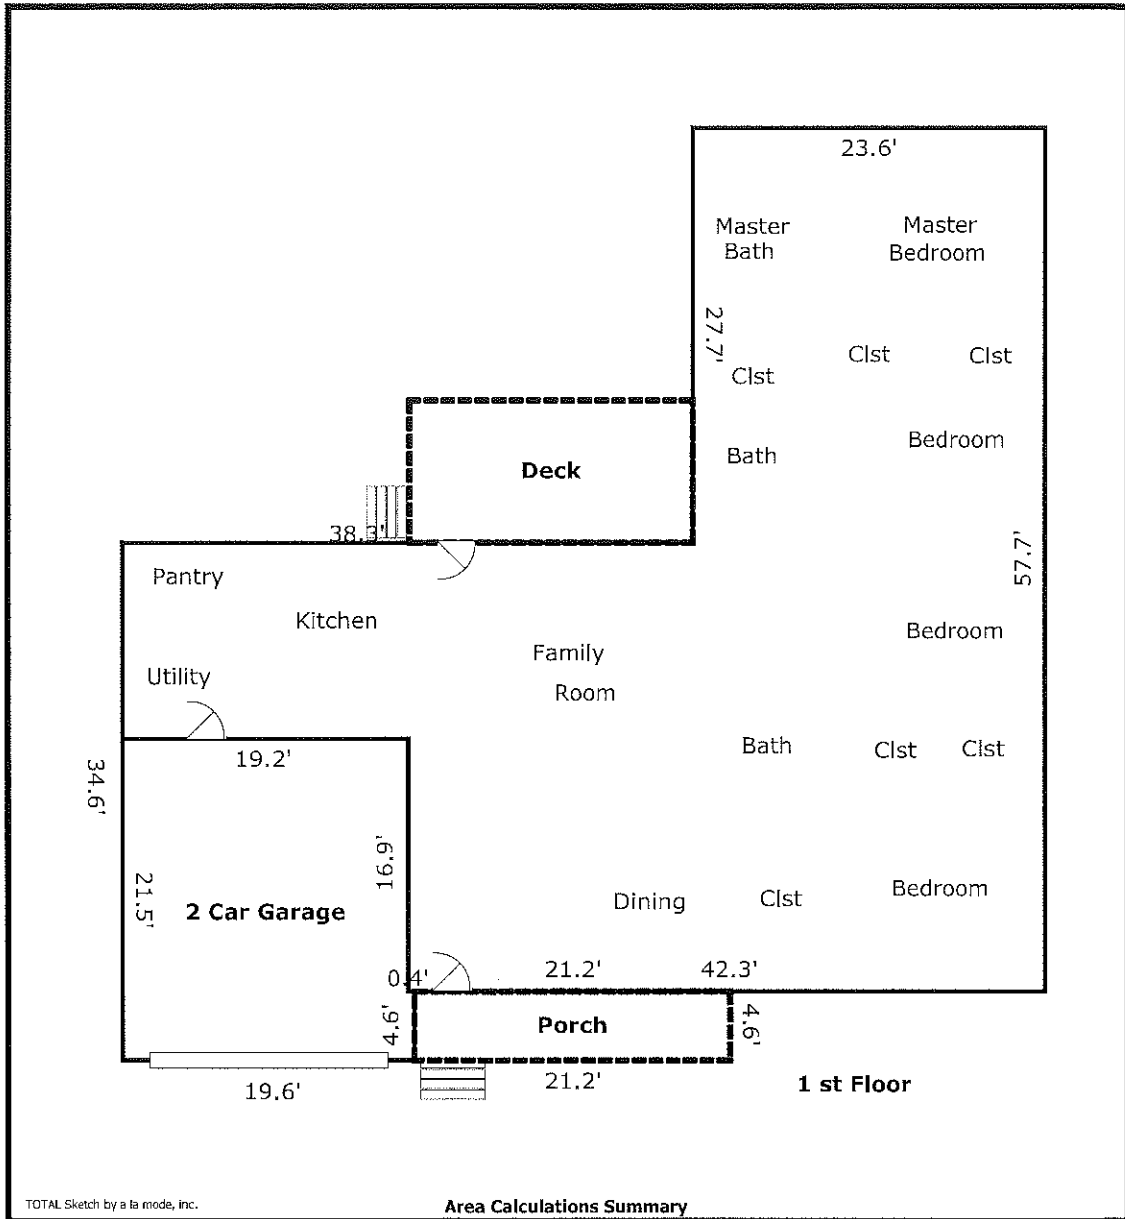 23.6'
Master
Bath
Master
Bedroom
27.7'
Clst
Clst
Clst
Bedroom
Bath
Deck
38.3'
57.7'
Pantry
Kitchen
Bedroom
Family
Room
Utility
19.2'
Bath
Clst
Clst
34.6'
16.9'
21.5'
2 Car Garage
Dining
Clst
Bedroom
0.4'
21.2'
42.3'
4.6'
Porch
4.6'
19.6'
21.2'
1 st Floor
TOTAL Sketch by a la mode, inc.
Area Calculations Summary